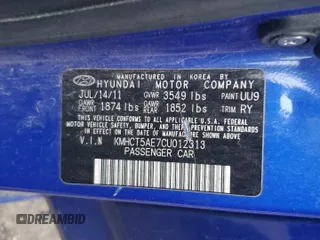 MANUFACTURED IN KOREA BY
HYUNDAI MOTOR COMPANY
JUL/14/11 GVWR 3549 lbs PAINT UU9
GAWR FRONT 1874 lbs GAWR REAR 1852 lbs TRIM RY
THIS VEHICLE CONFORMS TO ALL APPLICABLE
FEDERAL MOTOR VEHICLE SAFETY, BUMPER AND
THEFT PREVENTION STANDARDS IN EFFECT ON THE
DATE OF MANUFACTURE SHOWN ABOVE.
V.I.N KMHCT5AE7CU012313
PASSENGER CAR
AUTOBIDMASTER